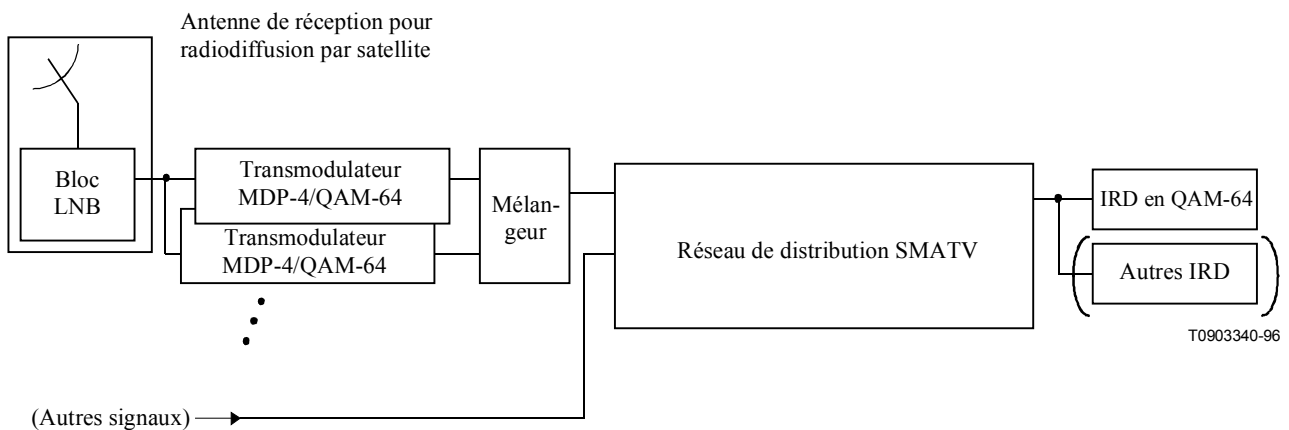 Antenne de réception pour
radiodiffusion par satellite
Bloc
LNB
Transmodulateur
MDP-4/QAM-64
Transmodulateur
MDP-4/QAM-64
Mélan-
geur
Réseau de distribution SMATV
IRD en QAM-64
Autres IRD
T0903340-96
(Autres signaux)